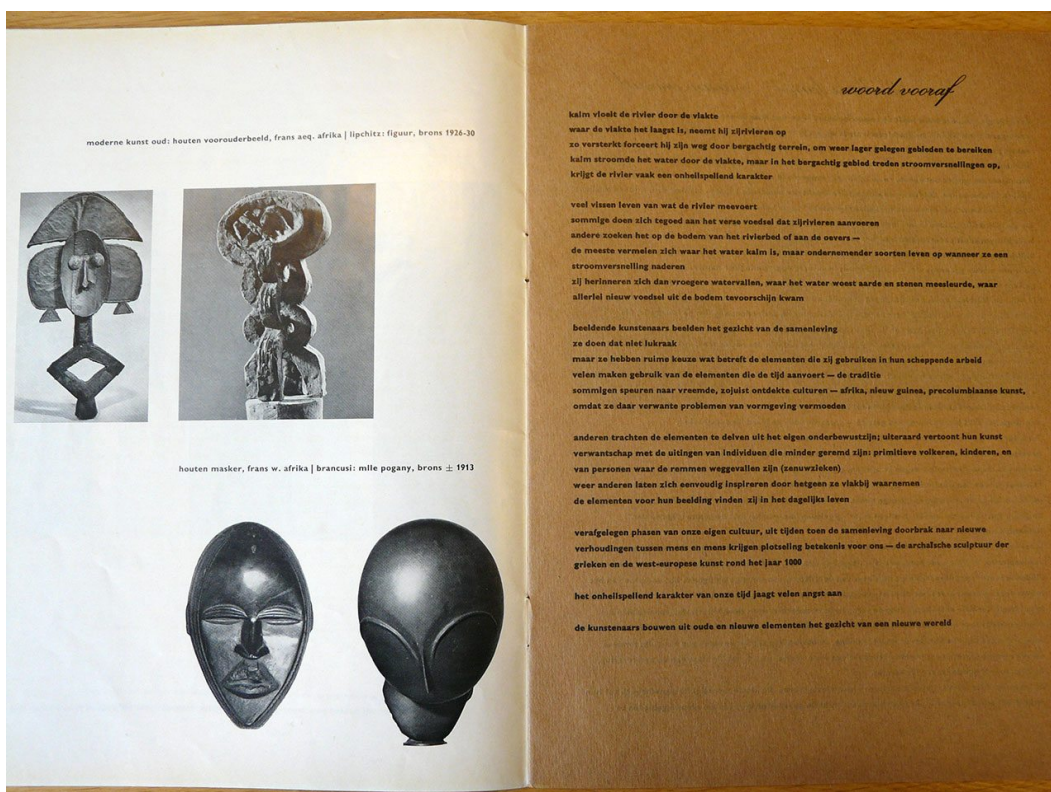 moderne kunst oud: houten voorouderbeeld, frans aeq. afrika | lipchitz: figuur, brons 1926-30
houten masker, frans w. afrika | brancusi: mlle pogany, brons ± 1913
woord vooraf
kalm vloeit de rivier door de vlakte
waar de vlakte het laagst is, neemt hij zijrivieren op
zo versterkt forceert hij zijn weg door bergachtig terrein, om weer lager gelegen gebieden te bereiken
kalm stroomde het water door de vlakte, maar in het bergachtig gebied treden stroomversnellingen op,
krijgt de rivier vaak een onheilspellend karakter
veel vissen leven van wat de rivier meevoert
sommige doen zich tegoed aan het verse voedsel dat zijrivieren aanvoeren
andere zoeken het op de bodem van het rivierbed of aan de oevers —
de meeste vermeien zich waar het water kalm is, maar ondernemender soorten leven op wanneer ze een
stroomversnelling naderen
zij herinneren zich dan vroegere watervallen, waar het water woest aarde en stenen meesleurde, waar
allerlei nieuw voedsel uit de bodem tevoorschijn kwam
beeldende kunstenaars beelden het gezicht van de samenleving
ze doen dat niet lukraak
maar ze hebben ruime keuze wat betreft de elementen die zij gebruiken in hun scheppende arbeid
velen maken gebruik van de elementen die de tijd aanvoert — de traditie
sommigen speuren naar vreemde, zojuist ontdekte culturen — afrika, nieuw guinea, precolumbiaanse kunst,
omdat ze daar verwante problemen van vormgeving vermoeden
anderen trachten de elementen te delven uit het eigen onderbewustzijn; uiteraard vertoont hun kunst
verwantschap met de uitingen van individuen die minder geremd zijn: primitieve volkeren, kinderen, en
van personen waar de remmen weggevallen zijn (zenuwzieken)
weer anderen laten zich eenvoudig inspireren door hetgeen ze vlakbij waarnemen
de elementen voor hun beelding vinden zij in het dagelijks leven
verafgelegen phasen van onze eigen cultuur, uit tijden toen de samenleving doorbrak naar nieuwe
verhoudingen tussen mens en mens krijgen plotseling betekenis voor ons — de archaïsche sculptuur der
grieken en de west-europese kunst rond het jaar 1000
het onheilspellend karakter van onze tijd jaagt velen angst aan
de kunstenaars bouwen uit oude en nieuwe elementen het gezicht van een nieuwe wereld